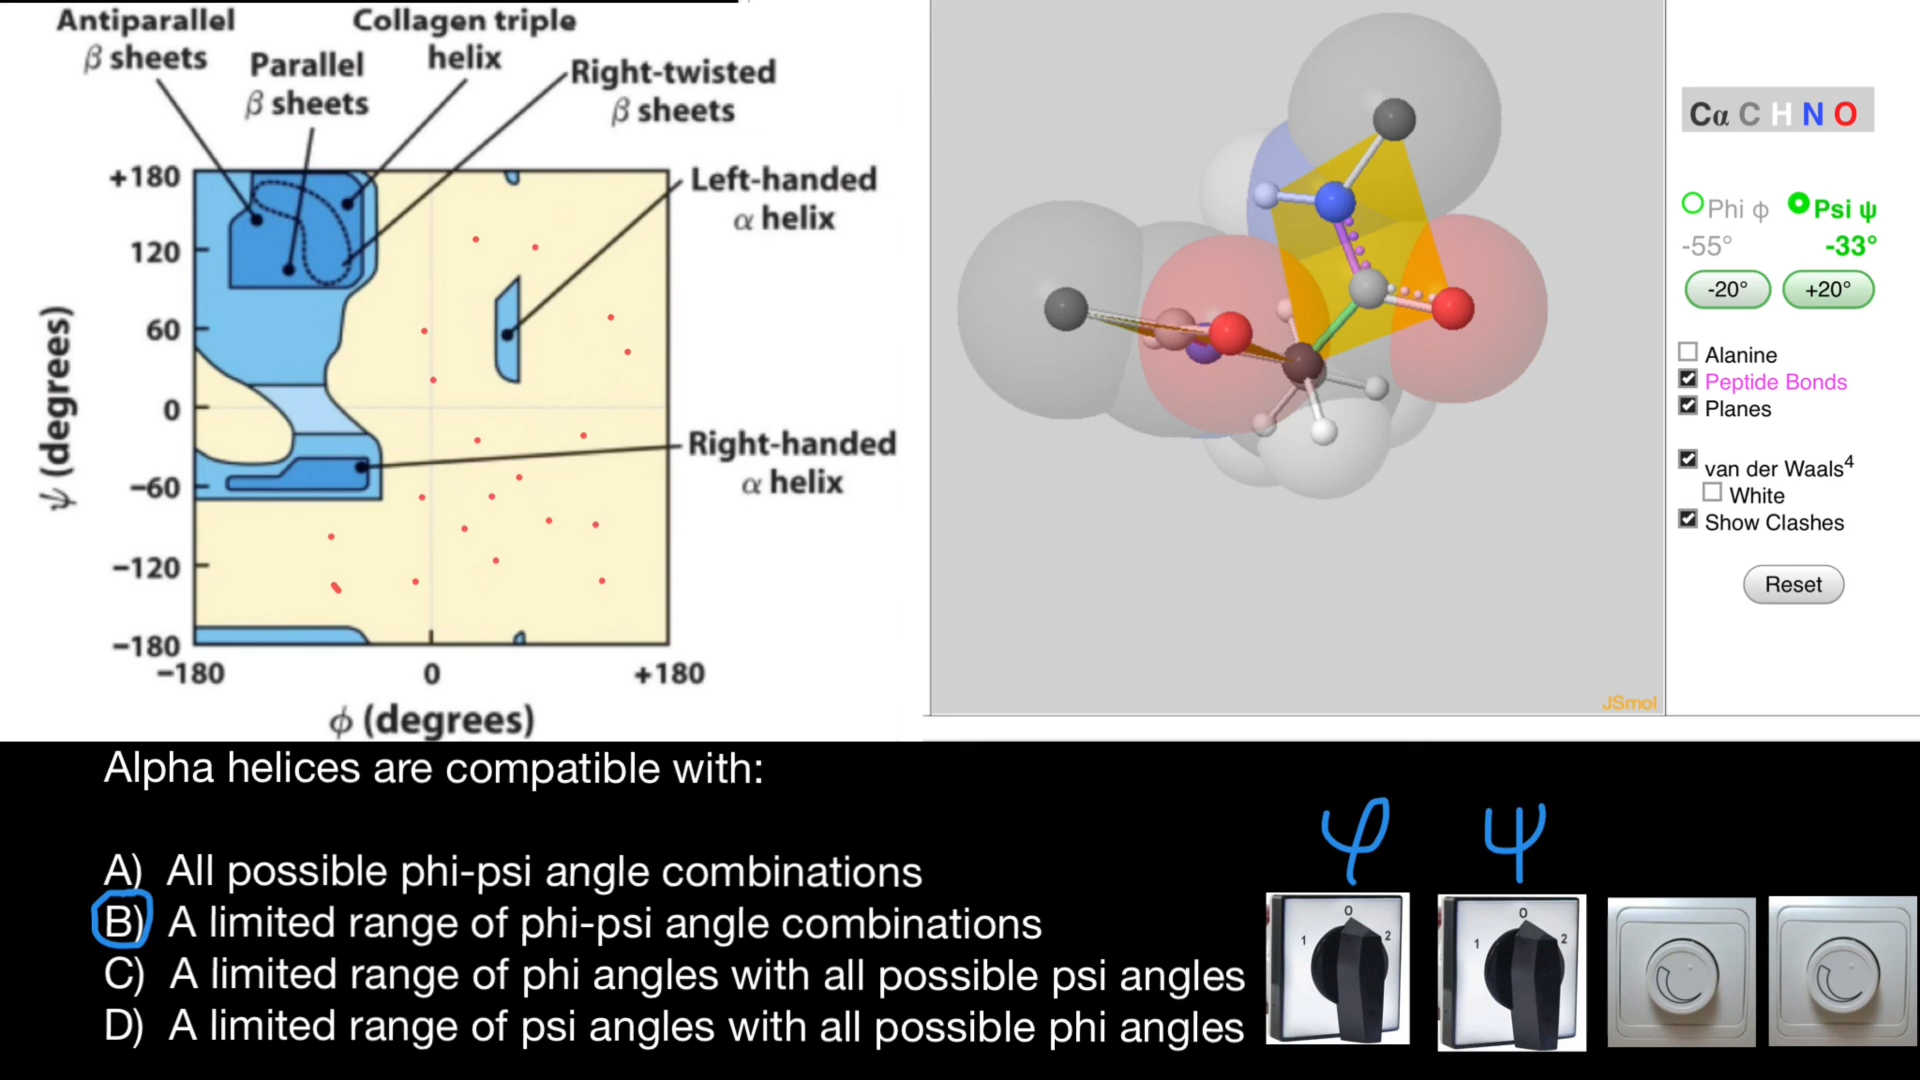 Antiparallel
β sheets
Parallel
β sheets
Collagen triple
helix
Right-twisted
β sheets
Left-handed
α helix
Right-handed
α helix
+180
120
60
0
−60
−120
−180
ψ (degrees)
−180
0
+180
ϕ (degrees)
Cα C H N O
Phi ϕ
Psi ψ
-55°
-33°
-20°
+20°
Alanine
Peptide Bonds
Planes
van der Waals⁴
White
Show Clashes
Reset
JSmol
Alpha helices are compatible with:
A) All possible phi-psi angle combinations
B) A limited range of phi-psi angle combinations
C) A limited range of phi angles with all possible psi angles
D) A limited range of psi angles with all possible phi angles
φ
ψ
0
1
2
0
1
2